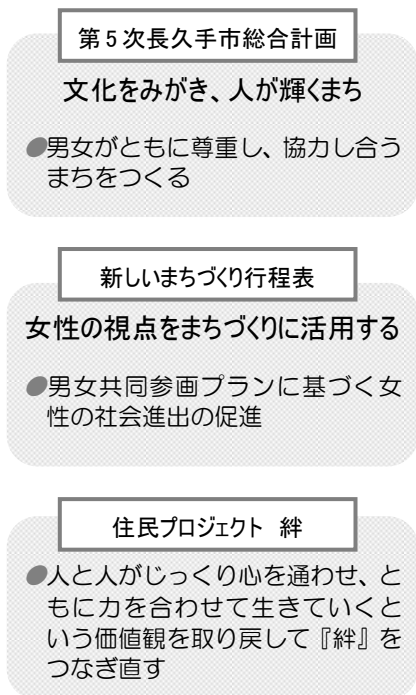 第5次長久手市総合計画
文化をみがき、人が輝くまち
●男女がともに尊重し、協力し合う
まちをつくる
新しいまちづくり行程表
女性の視点をまちづくりに活用する
●男女共同参画プランに基づく女
性の社会進出の促進
住民プロジェクト 絆
●人と人がじっくり心を通わせ、と
もに力を合わせて生きていくと
いう価値観を取り戻して『絆』を
つなぎ直す